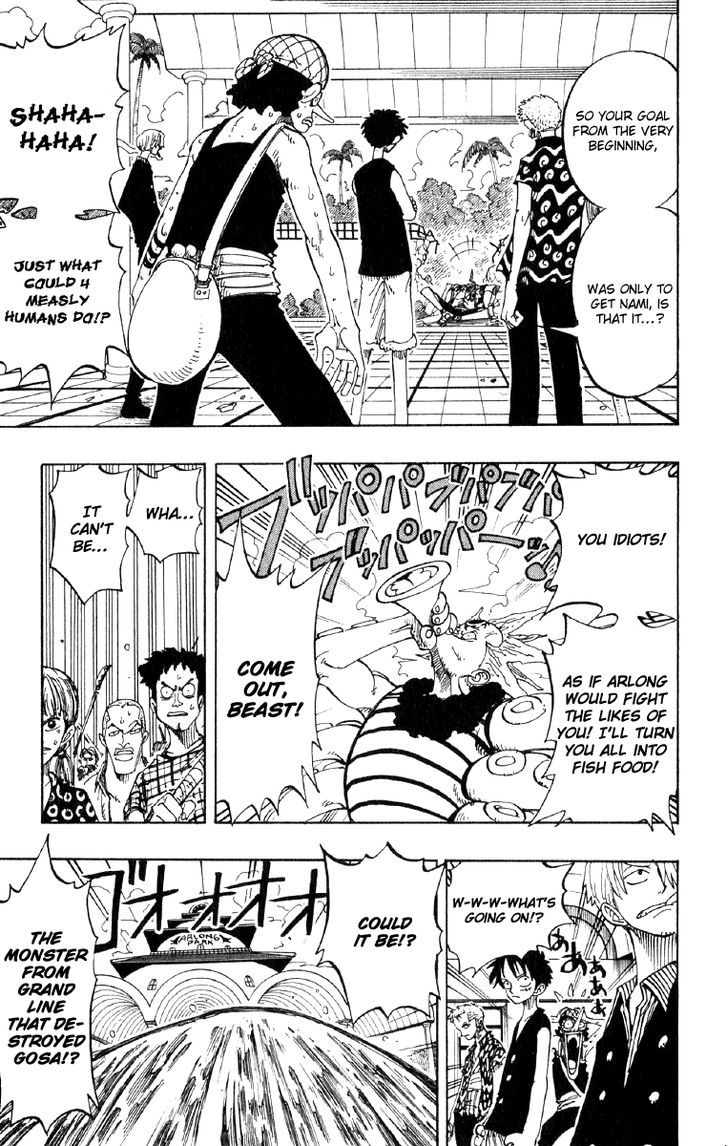 SO YOUR GOAL
FROM THE VERY
BEGINNING,
WAS ONLY TO
GET NAMI, IS
THAT IT...?
SHAHA-
HAHA!
JUST WHAT
COULD 4
MEASLY
HUMANS DO!?
YOU IDIOTS!
AS IF ARLONG
WOULD FIGHT
THE LIKES OF
YOU! I'LL TURN
YOU ALL INTO
FISH FOOD!
ブッパパパブパーブ
ブッパッパパーッ
COME
OUT,
BEAST!
WHA...
IT
CAN'T
BE...
W-W-W-WHAT'S
GOING ON!?
ああああ
COULD
IT BE!?
ゴオオオオ
ARLONG
PARK
THE
MONSTER
FROM
GRAND
LINE
THAT DE-
STROYED
GOSA!?